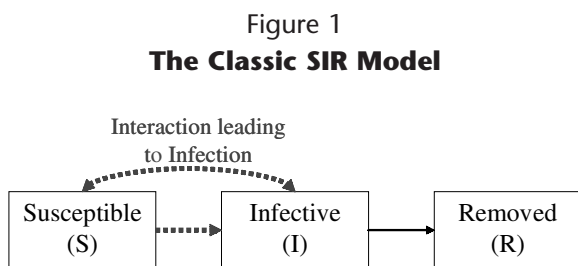 Figure 1
The Classic SIR Model
Interaction leading
to Infection
Susceptible
(S)
Infective
(I)
Removed
(R)